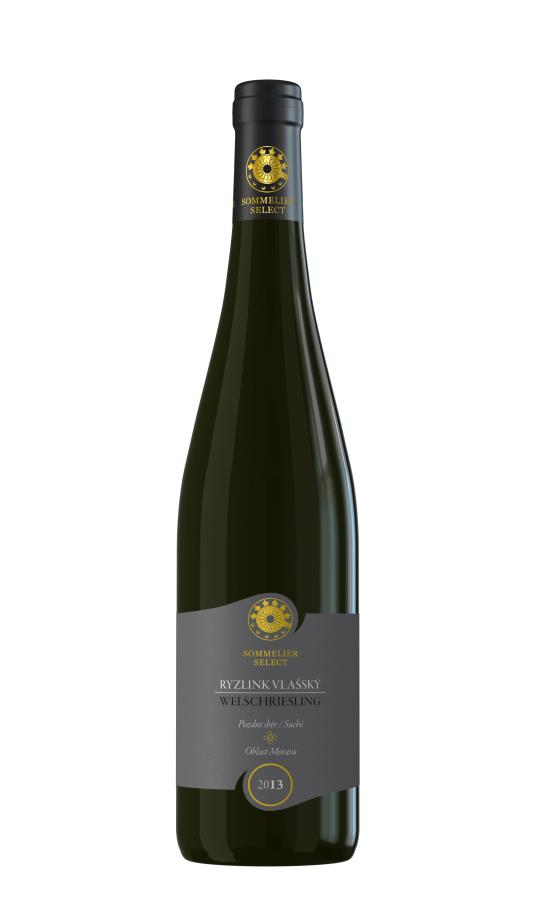 SOMMELIER
SELECT
SOMMELIER
SELECT
RYZLINK VLAŠSKÝ
WELSCHRIESLING
Pozdní sběr / Suché
Oblast Morava
2013